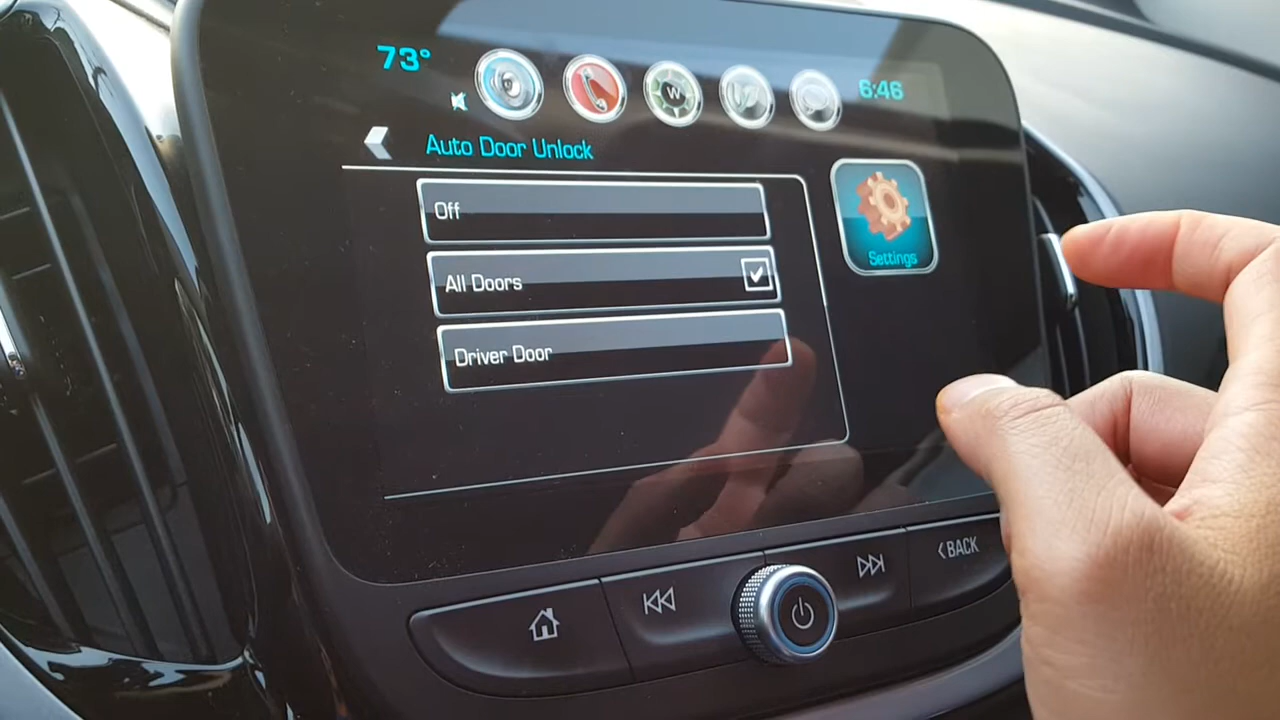 73°
W
6:46
Auto Door Unlock
Off
All Doors
Driver Door
Settings
BACK